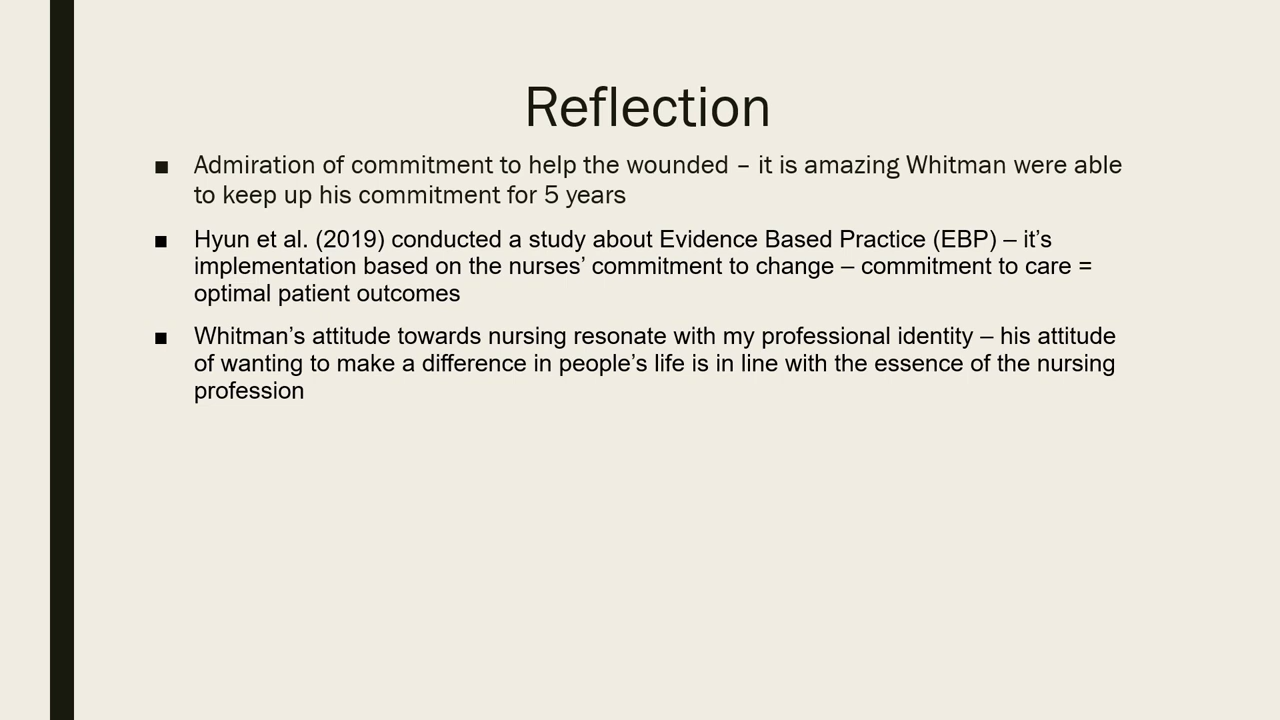 Reflection
■ Admiration of commitment to help the wounded – it is amazing Whitman were able
to keep up his commitment for 5 years
■ Hyun et al. (2019) conducted a study about Evidence Based Practice (EBP) – it’s
implementation based on the nurses’ commitment to change – commitment to care =
optimal patient outcomes
■ Whitman’s attitude towards nursing resonate with my professional identity – his attitude
of wanting to make a difference in people’s life is in line with the essence of the nursing
profession